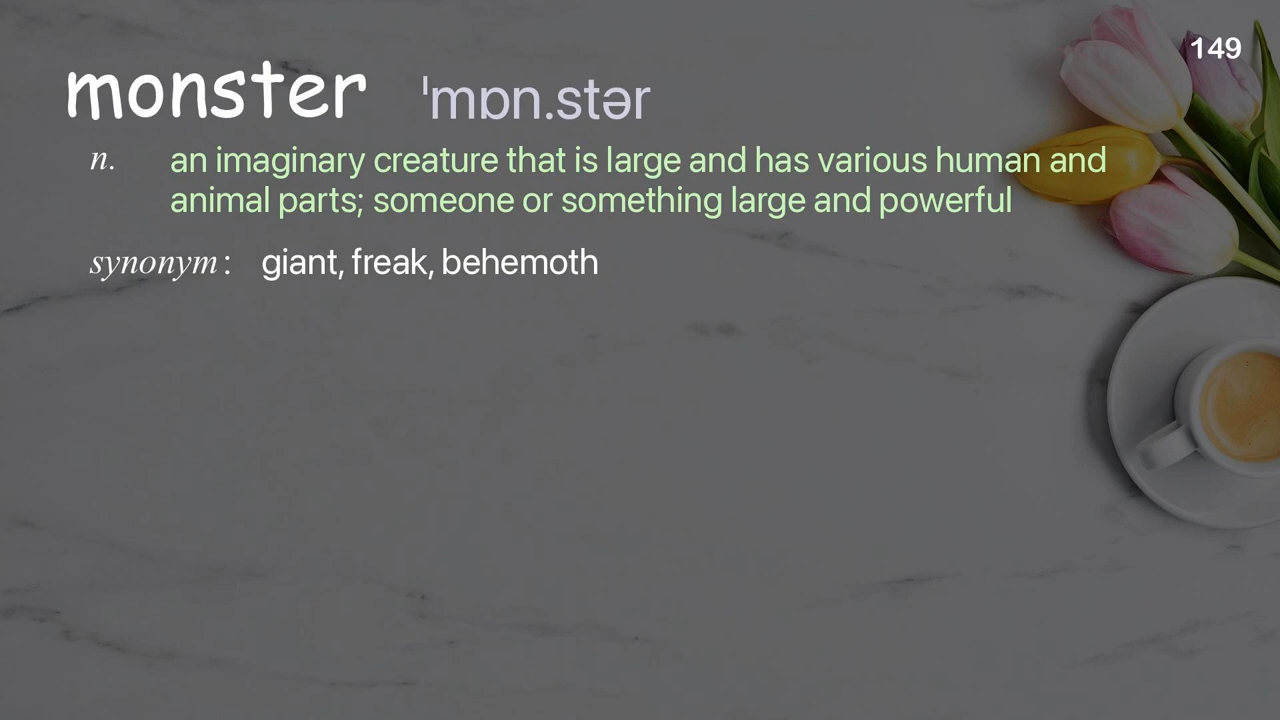 149
monster ˈmɒn.stər
n. an imaginary creature that is large and has various human and
animal parts; someone or something large and powerful
synonym: giant, freak, behemoth